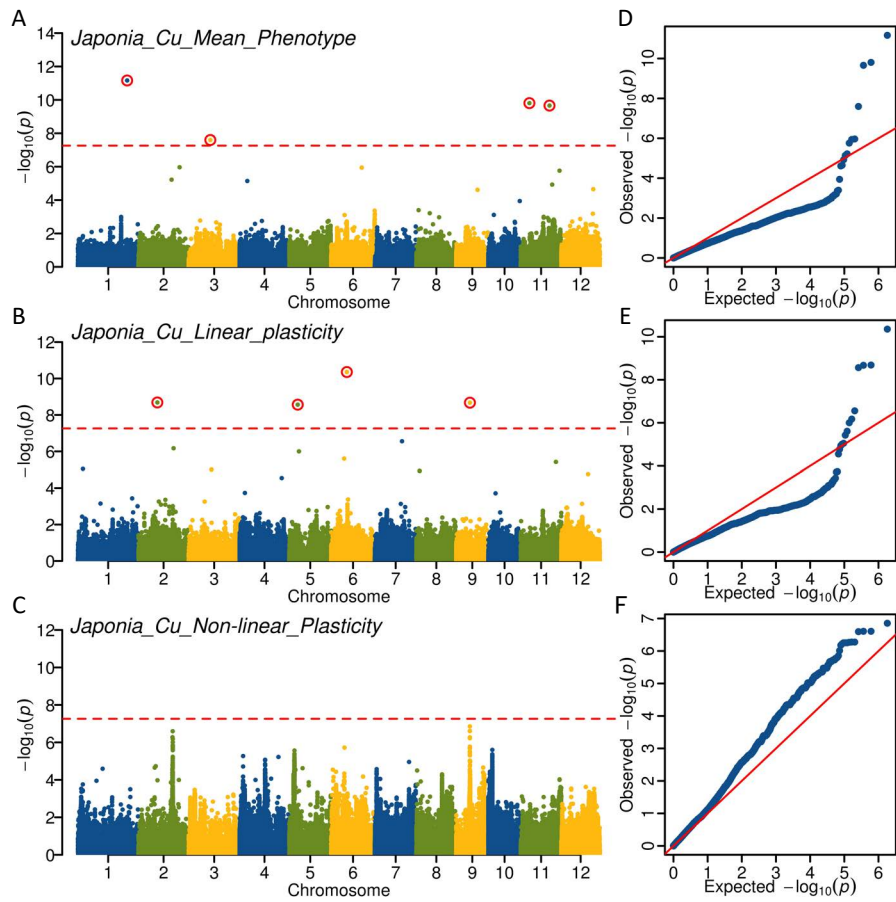 A
Japonia_Cu_Mean_Phenotype
14
12
10
8
6
4
2
0
−log10(p)
1 2 3 4 5 6 7 8 9 10 11 12
Chromosome
D
10
8
6
4
2
0
Observed −log10(p)
0 1 2 3 4 5 6
Expected −log10(p)
B
Japonia_Cu_Linear_plasticity
12
10
8
6
4
2
0
−log10(p)
1 2 3 4 5 6 7 8 9 10 11 12
Chromosome
E
10
8
6
4
2
0
Observed −log10(p)
0 1 2 3 4 5 6
Expected −log10(p)
C
Japonia_Cu_Non-linear_Plasticity
12
10
8
6
4
2
0
−log10(p)
1 2 3 4 5 6 7 8 9 10 11 12
Chromosome
F
7
6
5
4
3
2
1
0
Observed −log10(p)
0 1 2 3 4 5 6
Expected −log10(p)